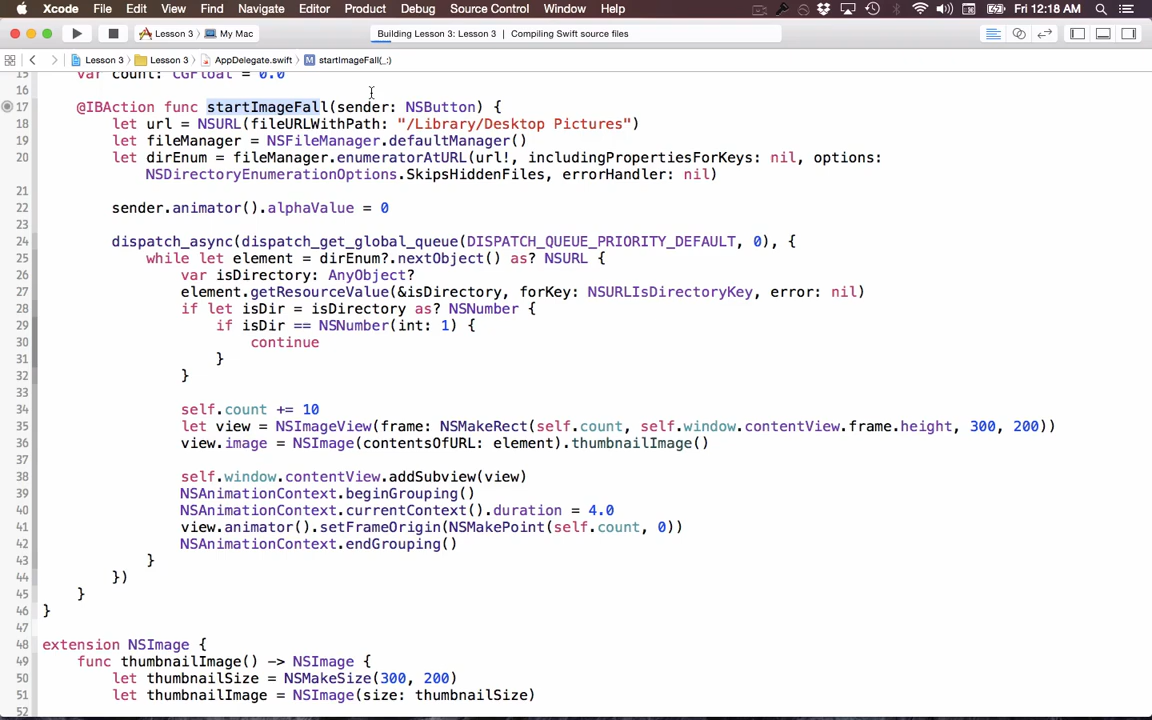 Xcode File Edit View Find Navigate Editor Product Debug Source Control Window Help Fri 12:18 AM
Lesson 3 My Mac Building Lesson 3: Lesson 3 | Compiling Swift source files
Lesson 3 Lesson 3 AppDelegate.swift M startImageFall(_:)
15 var count: CGFloat = 0.0
16
17 @IBAction func startImageFall(sender: NSButton) {
18 let url = NSURL(fileURLWithPath: "/Library/Desktop Pictures")
19 let fileManager = NSFileManager.defaultManager()
20 let dirEnum = fileManager.enumeratorAtURL(url!, includingPropertiesForKeys: nil, options:
NSDirectoryEnumerationOptions.SkipsHiddenFiles, errorHandler: nil)
21
22 sender.animator().alphaValue = 0
23
24 dispatch_async(dispatch_get_global_queue(DISPATCH_QUEUE_PRIORITY_DEFAULT, 0), {
25 while let element = dirEnum?.nextObject() as? NSURL {
26 var isDirectory: AnyObject?
27 element.getResourceValue(&isDirectory, forKey: NSURLIsDirectoryKey, error: nil)
28 if let isDir = isDirectory as? NSNumber {
29 if isDir == NSNumber(int: 1) {
30 continue
31 }
32 }
33
34 self.count += 10
35 let view = NSImageView(frame: NSMakeRect(self.count, self.window.contentView.frame.height, 300, 200))
36 view.image = NSImage(contentsOfURL: element).thumbnailImage()
37
38 self.window.contentView.addSubview(view)
39 NSAnimationContext.beginGrouping()
40 NSAnimationContext.currentContext().duration = 4.0
41 view.animator().setFrameOrigin(NSMakePoint(self.count, 0))
42 NSAnimationContext.endGrouping()
43 }
44 })
45 }
46 }
47
48 extension NSImage {
49 func thumbnailImage() -> NSImage {
50 let thumbnailSize = NSMakeSize(300, 200)
51 let thumbnailImage = NSImage(size: thumbnailSize)
52